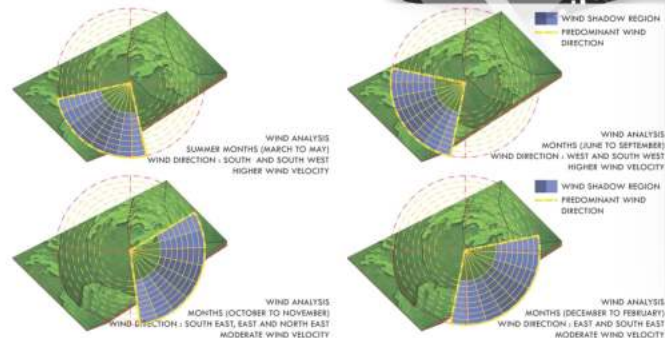 WIND SHADOW REGION
PREDOMINANT WIND
DIRECTION
WIND ANALYSIS
SUMMER MONTHS (MARCH TO MAY)
WIND DIRECTION : SOUTH AND SOUTH WEST
HIGHER WIND VELOCITY
WIND ANALYSIS
MONTHS (JUNE TO SEPTEMBER)
WIND DIRECTION : WEST AND SOUTH WEST
HIGHER WIND VELOCITY
WIND SHADOW REGION
PREDOMINANT WIND
DIRECTION
WIND ANALYSIS
MONTHS (OCTOBER TO NOVEMBER)
WIND DIRECTION : SOUTH EAST, EAST AND NORTH EAST
MODERATE WIND VELOCITY
WIND ANALYSIS
MONTHS (DECEMBER TO FEBRUARY)
WIND DIRECTION : EAST AND SOUTH EAST
MODERATE WIND VELOCITY